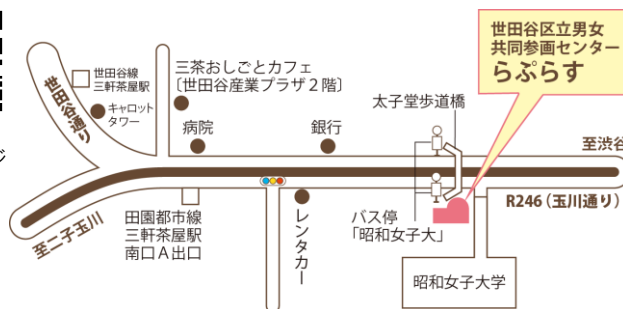 世田谷区立男女
共同参画センター
らぷらす
世田谷線
三軒茶屋駅
キャロット
タワー
世田谷通り
三茶おしごとカフェ
〔世田谷産業プラザ2階〕
病院
銀行
太子堂歩道橋
至渋谷
R246(玉川通り)
至二子玉川
田園都市線
三軒茶屋駅
南口A出口
レンタカー
バス停
「昭和女子大」
昭和女子大学